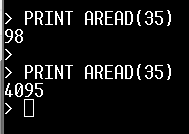 > PRINT AREAD(35)
98
>
> PRINT AREAD(35)
4095
>